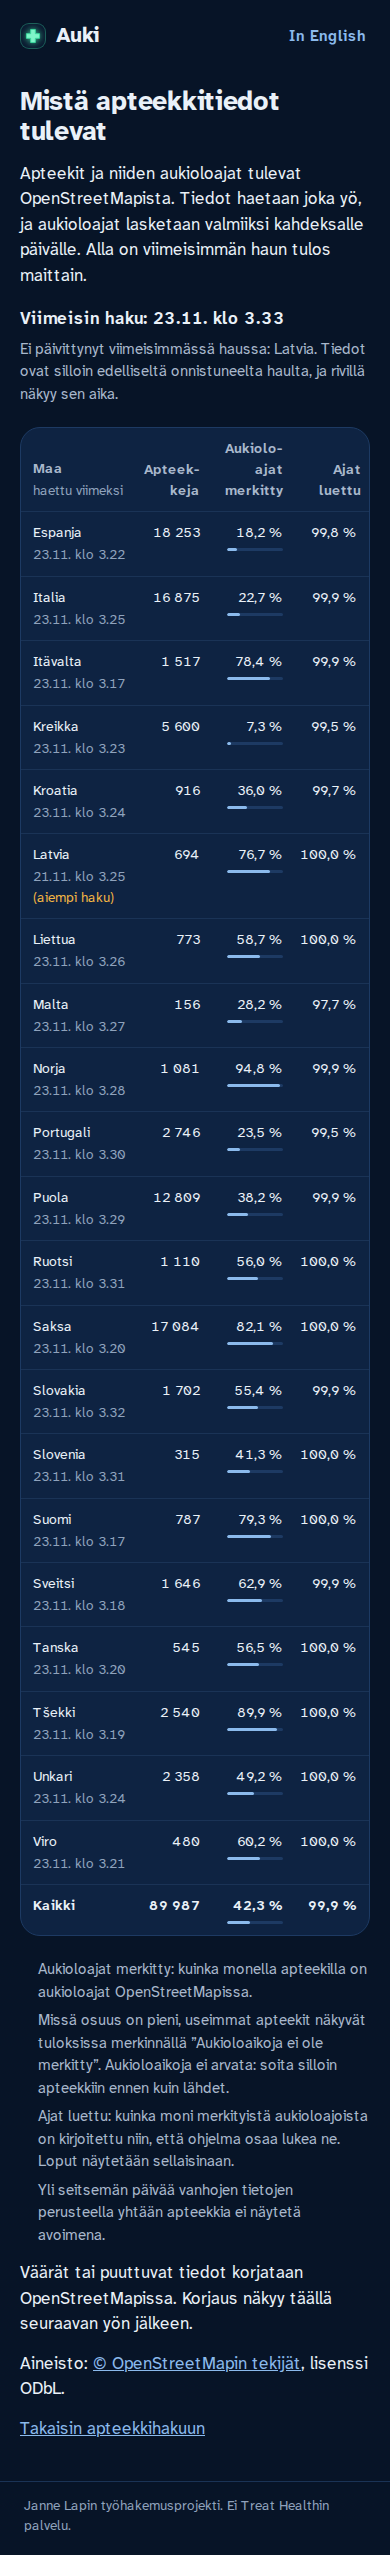 Auki
In English
Mistä apteekkitiedot
tulevat
Apteekit ja niiden aukioloajat tulevat
OpenStreetMapista. Tiedot haetaan joka yö,
ja aukioloajat lasketaan valmiiksi kahdeksalle
päivälle. Alla on viimeisimmän haun tulos
maittain.
Viimeisin haku: 23.11. klo 3.33
Ei päivittynyt viimeisimmässä haussa: Latvia. Tiedot
ovat silloin edelliseltä onnistuneelta haulta, ja rivillä
näkyy sen aika.
Maa
haettu viimeksi
Apteek-
keja
Aukiolo-
ajat
merkitty
Ajat
luettu
Espanja 18 253 18,2 % 99,8 %
23.11. klo 3.22
Italia 16 875 22,7 % 99,9 %
23.11. klo 3.25
Itävalta 1 517 78,4 % 99,9 %
23.11. klo 3.17
Kreikka 5 600 7,3 % 99,5 %
23.11. klo 3.23
Kroatia 916 36,0 % 99,7 %
23.11. klo 3.24
Latvia 694 76,7 % 100,0 %
21.11. klo 3.25
(aiempi haku)
Liettua 773 58,7 % 100,0 %
23.11. klo 3.26
Malta 156 28,2 % 97,7 %
23.11. klo 3.27
Norja 1 081 94,8 % 99,9 %
23.11. klo 3.28
Portugali 2 746 23,5 % 99,5 %
23.11. klo 3.30
Puola 12 809 38,2 % 99,9 %
23.11. klo 3.29
Ruotsi 1 110 56,0 % 100,0 %
23.11. klo 3.31
Saksa 17 084 82,1 % 100,0 %
23.11. klo 3.20
Slovakia 1 702 55,4 % 99,9 %
23.11. klo 3.32
Slovenia 315 41,3 % 100,0 %
23.11. klo 3.31
Suomi 787 79,3 % 100,0 %
23.11. klo 3.17
Sveitsi 1 646 62,9 % 99,9 %
23.11. klo 3.18
Tanska 545 56,5 % 100,0 %
23.11. klo 3.20
Tšekki 2 540 89,9 % 100,0 %
23.11. klo 3.19
Unkari 2 358 49,2 % 100,0 %
23.11. klo 3.24
Viro 480 60,2 % 100,0 %
23.11. klo 3.21
Kaikki 89 987 42,3 % 99,9 %
Aukioloajat merkitty: kuinka monella apteekilla on
aukioloajat OpenStreetMapissa.
Missä osuus on pieni, useimmat apteekit näkyvät
tuloksissa merkinnällä ”Aukioloaikoja ei ole
merkitty”. Aukioloaikoja ei arvata: soita silloin
apteekkiin ennen kuin lähdet.
Ajat luettu: kuinka moni merkityistä aukioloajoista
on kirjoitettu niin, että ohjelma osaa lukea ne.
Loput näytetään sellaisinaan.
Yli seitsemän päivää vanhojen tietojen
perusteella yhtään apteekkia ei näytetä
avoimena.
Väärät tai puuttuvat tiedot korjataan
OpenStreetMapissa. Korjaus näkyy täällä
seuraavan yön jälkeen.
Aineisto: © OpenStreetMapin tekijät, lisenssi
ODbL.
Takaisin apteekkihakuun
Janne Lapin työhakemusprojekti. Ei Treat Healthin
palvelu.